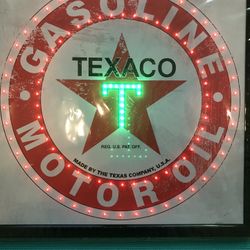 GASOLINE
TEXACO
T
REG. U.S. PAT. OFF.
MADE BY THE TEXAS COMPANY, U.S.A.
MOTOR OIL